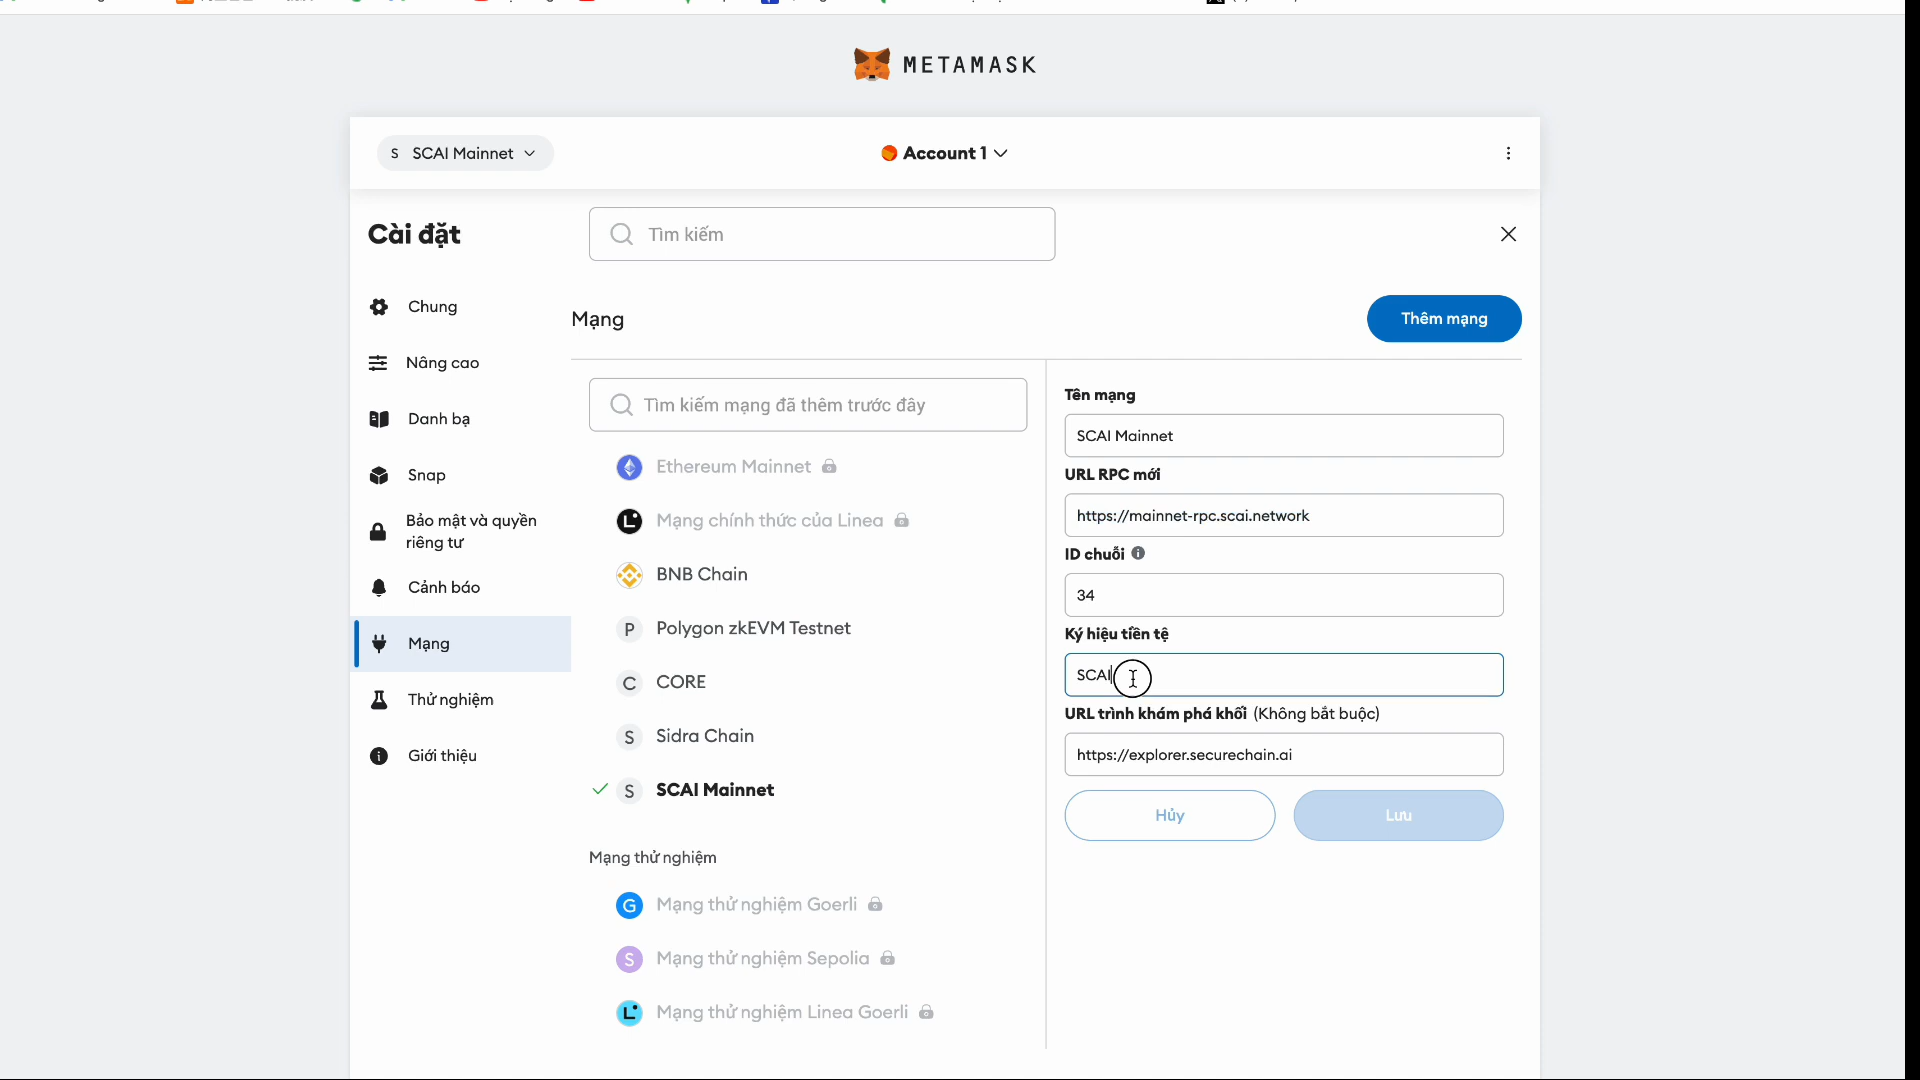 METAMASK
S SCAI Mainnet
Account 1
Cài đặt
Tìm kiếm
Chung
Nâng cao
Danh bạ
Snap
Bảo mật và quyền
riêng tư
Cảnh báo
Mạng
Thử nghiệm
Giới thiệu
Mạng
Thêm mạng
Tìm kiếm mạng đã thêm trước đây
Ethereum Mainnet
L Mạng chính thức của Linea
BNB Chain
P Polygon zkEVM Testnet
C CORE
S Sidra Chain
S SCAI Mainnet
Mạng thử nghiệm
G Mạng thử nghiệm Goerli
S Mạng thử nghiệm Sepolia
L Mạng thử nghiệm Linea Goerli
Tên mạng
SCAI Mainnet
URL RPC mới
https://mainnet-rpc.scai.network
ID chuỗi
34
Ký hiệu tiền tệ
SCAI
URL trình khám phá khối (Không bắt buộc)
https://explorer.securechain.ai
Hủy
Lưu